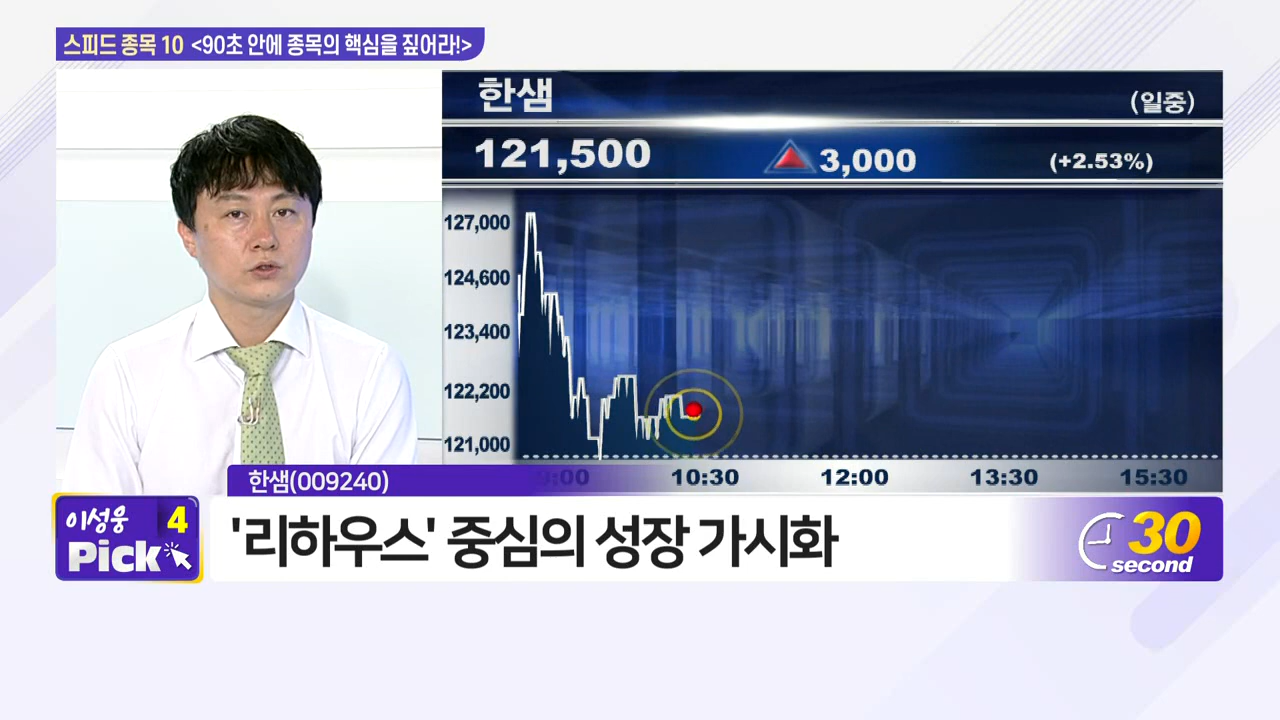 스피드 종목 10 <90초 안에 종목의 핵심을 짚어라!>
한샘
(일중)
121,500 3,000 (+2.53%)
127,000
124,600
123,400
122,200
121,000
9:00 10:30 12:00 13:30 15:30
한샘(009240)
이성웅 4
Pick
'리하우스' 중심의 성장 가시화
30
second